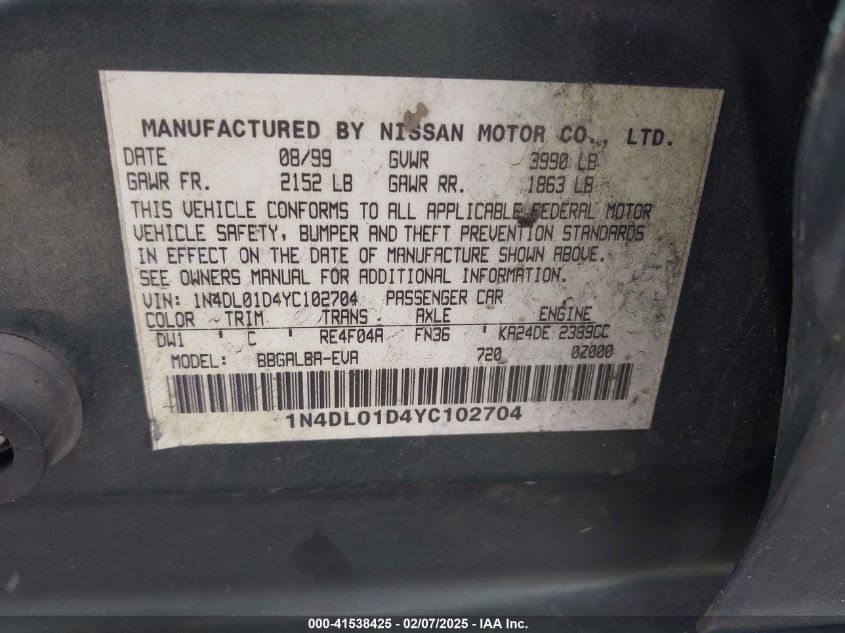 MANUFACTURED BY NISSAN MOTOR CO., LTD.
DATE 08/99 GVWR 3990 LB
GAWR FR. 2152 LB GAWR RR. 1863 LB
THIS VEHICLE CONFORMS TO ALL APPLICABLE FEDERAL MOTOR
VEHICLE SAFETY, BUMPER AND THEFT PREVENTION STANDARDS
IN EFFECT ON THE DATE OF MANUFACTURE SHOWN ABOVE.
SEE OWNERS MANUAL FOR ADDITIONAL INFORMATION.
VIN: 1N4DL01D4YC102704 PASSENGER CAR
COLOR TRIM TRANS AXLE ENGINE
DW1 ' C ' RE4F04A FN36 ' KA24DE 2389CC
MODEL: BBGALBA-EVA 720 0Z000
1N4DL01D4YC102704
000-41538425 - 02/07/2025 - IAA Inc.